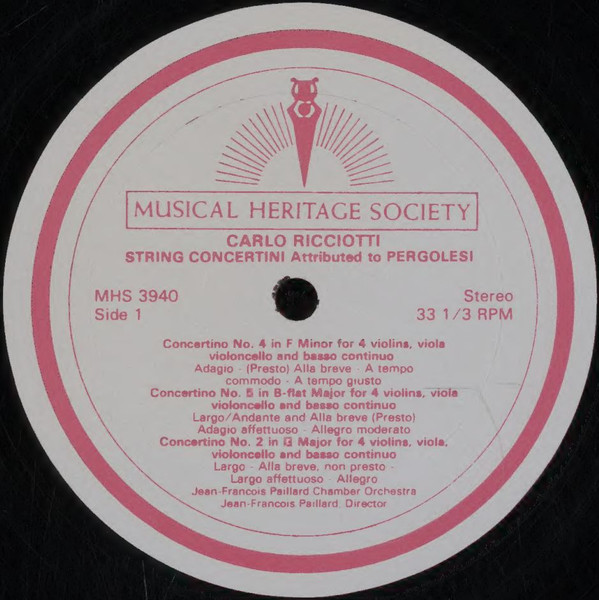 MUSICAL HERITAGE SOCIETY
CARLO RICCIOTTI
STRING CONCERTINI Attributed to PERGOLESI
MHS 3940
Stereo
Side 1
33 1/3 RPM
Concertino No. 4 in F Minor for 4 violins, viola
violoncello and basso continuo
Adagio - (Presto) Alla breve - A tempo
commodo - A tempo giusto
Concertino No. 5 in B-flat Major for 4 violins, viola
violoncello and basso continuo
Largo/Andante and Alla breve (Presto)
Adagio affettuoso - Allegro moderato
Concertino No. 2 in G Major for 4 violins, viola,
violoncello and basso continuo
Largo - Alla breve, non presto -
Largo affettuoso - Allegro
Jean-Francois Paillard Chamber Orchestra
Jean-Francois Paillard, Director